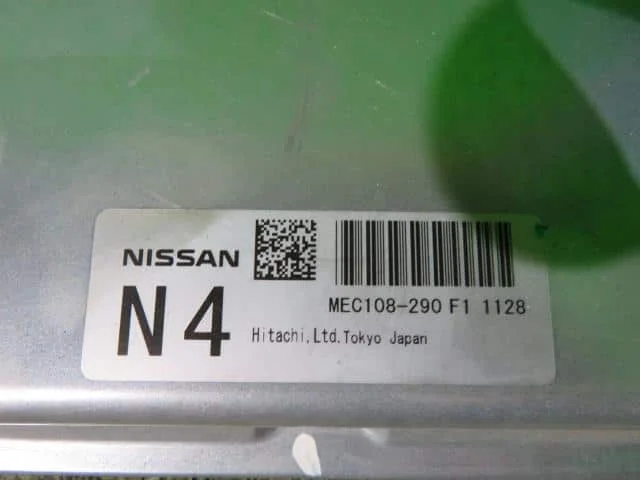 NISSAN
N4
MEC108-290 F1 1128
Hitachi,Ltd.Tokyo Japan